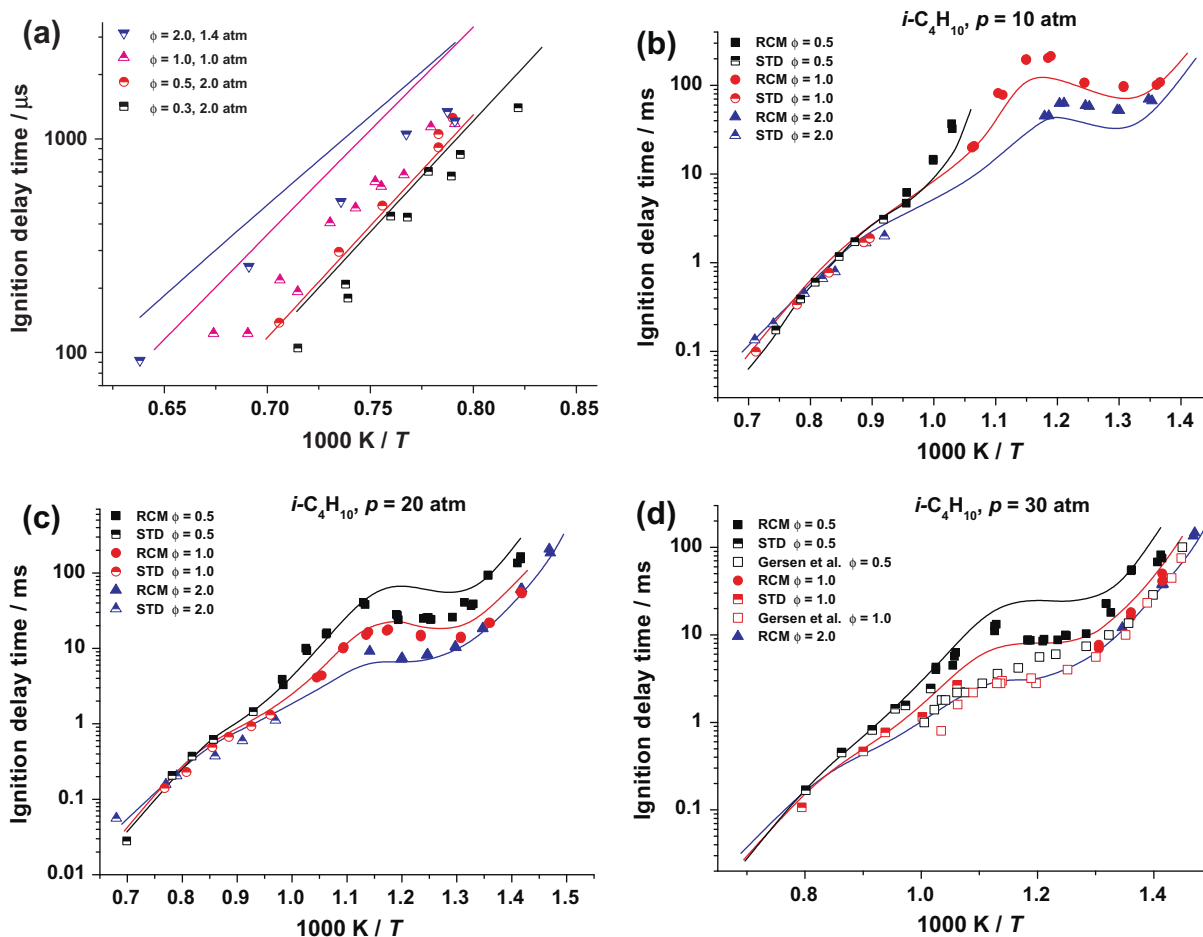 (a)
ϕ = 2.0, 1.4 atm
ϕ = 1.0, 1.0 atm
ϕ = 0.5, 2.0 atm
ϕ = 0.3, 2.0 atm
Ignition delay time / μs
1000
100
0.65 0.70 0.75 0.80 0.85
1000 K / T
i-C₄H₁₀, p = 10 atm
(b)
RCM ϕ = 0.5
STD ϕ = 0.5
RCM ϕ = 1.0
STD ϕ = 1.0
RCM ϕ = 2.0
STD ϕ = 2.0
Ignition delay time / ms
100
10
1
0.1
0.7 0.8 0.9 1.0 1.1 1.2 1.3 1.4
1000 K / T
i-C₄H₁₀, p = 20 atm
(c)
RCM ϕ = 0.5
STD ϕ = 0.5
RCM ϕ = 1.0
STD ϕ = 1.0
RCM ϕ = 2.0
STD ϕ = 2.0
Ignition delay time / ms
100
10
1
0.1
0.01
0.7 0.8 0.9 1.0 1.1 1.2 1.3 1.4 1.5
1000 K / T
i-C₄H₁₀, p = 30 atm
(d)
RCM ϕ = 0.5
STD ϕ = 0.5
Gersen et al. ϕ = 0.5
RCM ϕ = 1.0
STD ϕ = 1.0
Gersen et al. ϕ = 1.0
RCM ϕ = 2.0
Ignition delay time / ms
100
10
1
0.1
0.8 1.0 1.2 1.4
1000 K / T